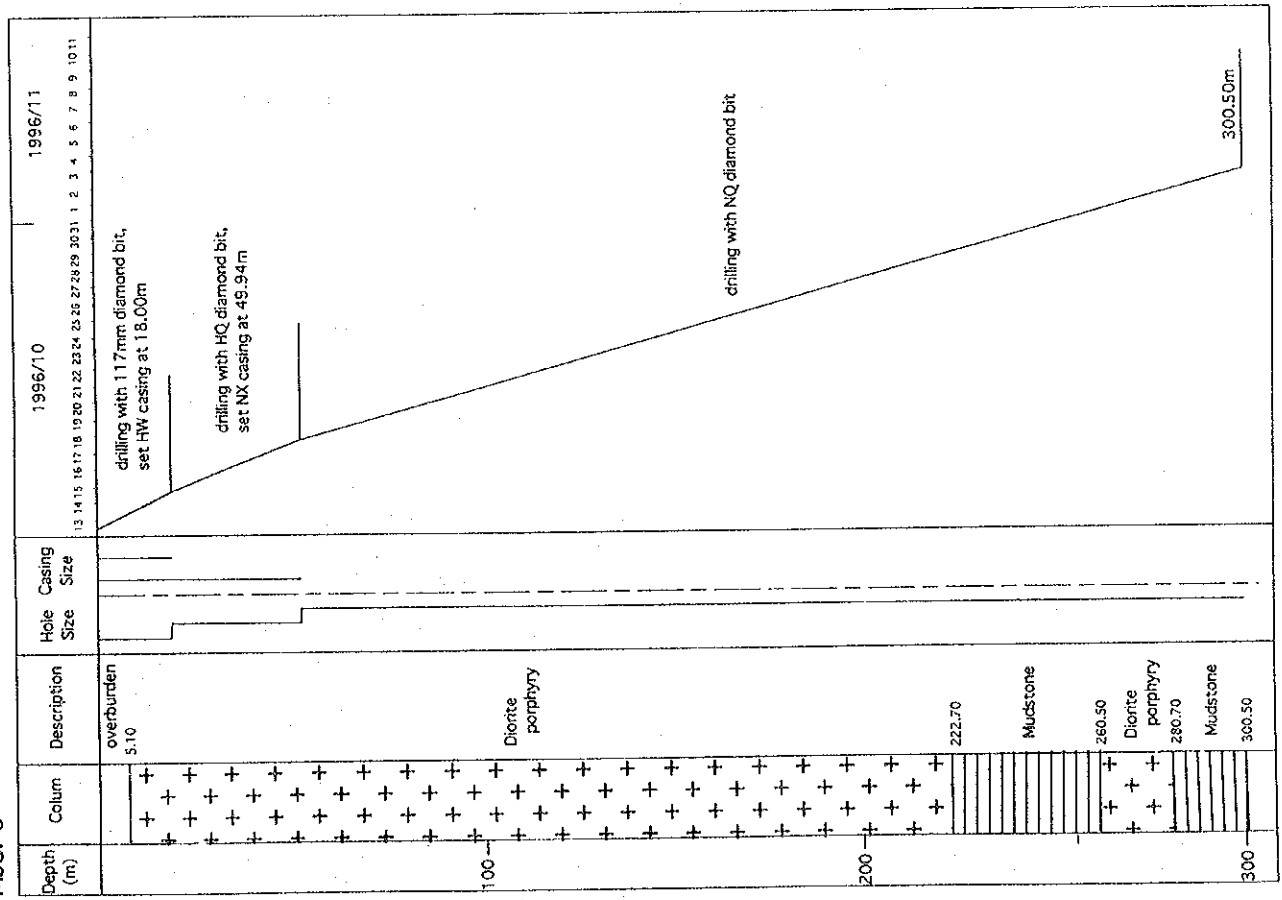 Depth
(m)
Colum
Description
Hole
Size
Casing
Size
1996/10
1996/11
13 14 15 16 17 18 19 20 21 22 23 24 25 26 27 28 29 30 31 1 2 3 4 5 6 7 8 9 10 11
overburden
5.10
Diorite
porphyry
222.70
Mudstone
260.50
Diorite
porphyry
280.70
Mudstone
300.50
100
200
300
drilling with 117mm diamond bit,
set HW casing at 18.00m
drilling with HQ diamond bit,
set NX casing at 49.94m
drilling with NQ diamond bit
300.50m